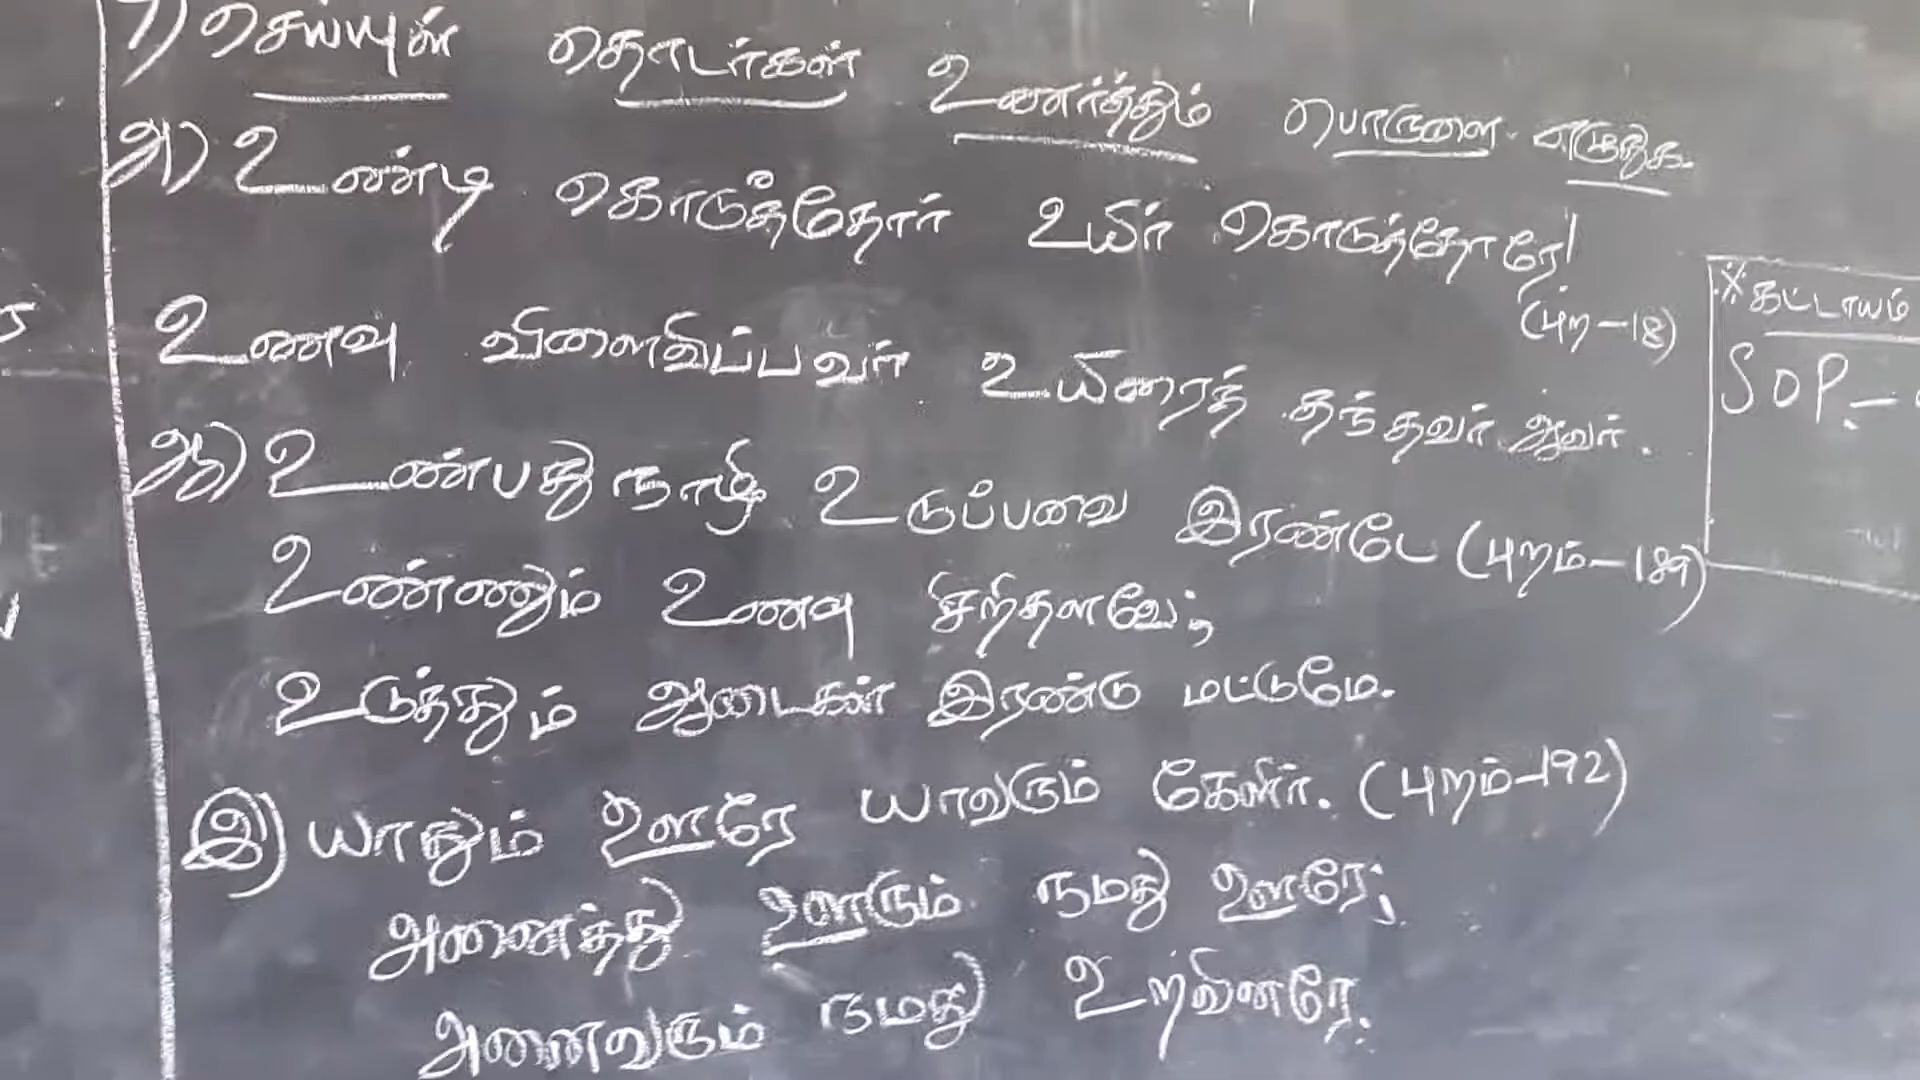 7) செய்யுள் தொடர்கள் உணர்த்தும் பொருளை எழுதுக.
அ) உண்டி கொடுத்தோர் உயிர் கொடுத்தோரே!
(புற – 18)
உணவு விளைவிப்பவர் உயிரைத் தந்தவர் ஆவர்.
ஆ) உண்பது நாழி உடுப்பவை இரண்டே (புறம் – 189)
உண்ணும் உணவு சிறிதளவே;
உடுத்தும் ஆடைகள் இரண்டு மட்டுமே.
இ) யாதும் ஊரே யாவரும் கேளிர். (புறம் – 192)
அனைத்து ஊரும் நமது ஊரே;
அனைவரும் நமது உறவினரே.
※ கட்டாயம்
SOP –